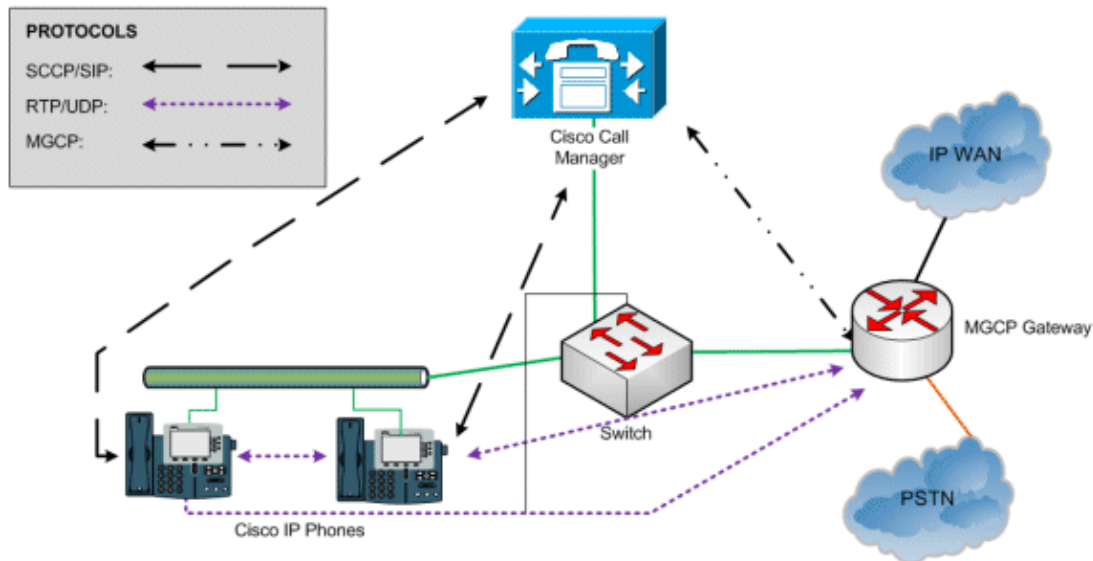 PROTOCOLS
SCCP/SIP:
RTP/UDP:
MGCP:
Cisco Call
Manager
IP WAN
MGCP Gateway
Switch
Cisco IP Phones
PSTN